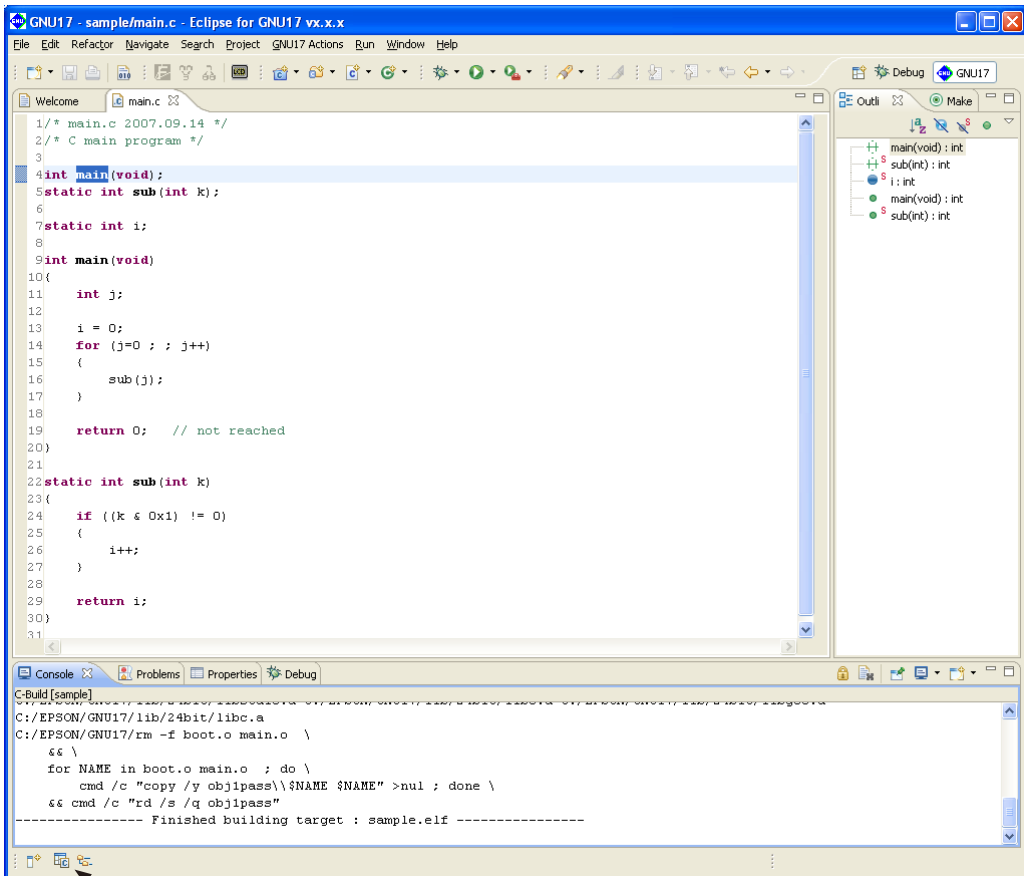 GNU17 - sample/main.c - Eclipse for GNU17 vx.x.x
File Edit Refactor Navigate Search Project GNU17 Actions Run Window Help
Debug GNU17
Welcome main.c
Outli Make
1/* main.c 2007.09.14 */
2/* C main program */
3
4int main(void);
5static int sub(int k);
6
7static int i;
8
9int main(void)
10{
11 int j;
12
13 i = 0;
14 for (j=0 ; ; j++)
15 {
16 sub(j);
17 }
18
19 return 0; // not reached
20}
21
22static int sub(int k)
23{
24 if ((k & 0x1) != 0)
25 {
26 i++;
27 }
28
29 return i;
30}
31
main(void) : int
sub(int) : int
i : int
main(void) : int
sub(int) : int
Console Problems Properties Debug
C-Build [sample]
C:/EPSON/GNU17/lib/24bit/libc.a
C:/EPSON/GNU17/rm -f boot.o main.o \
&& \
for NAME in boot.o main.o ; do \
cmd /c "copy /y obj1pass\\$NAME $NAME" >nul ; done \
&& cmd /c "rd /s /q obj1pass"
---------------- Finished building target : sample.elf ----------------